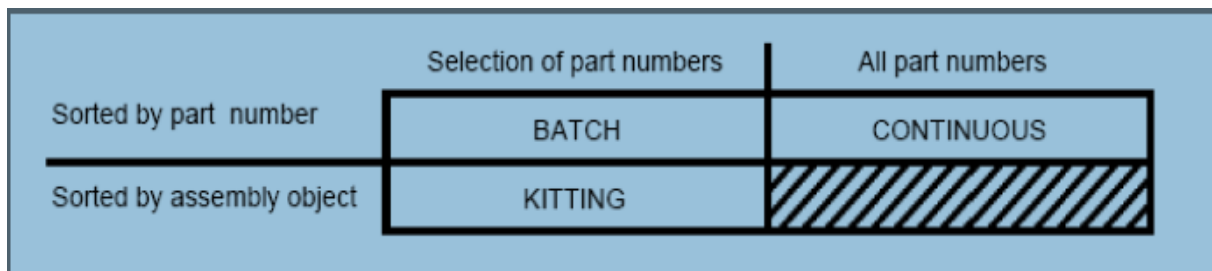 Selection of part numbers All part numbers
Sorted by part number BATCH CONTINUOUS
Sorted by assembly object KITTING